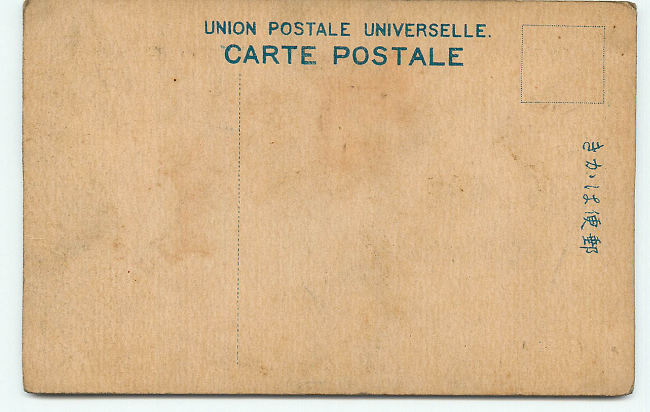 UNION POSTALE UNIVERSELLE.
CARTE POSTALE
きかは便郵